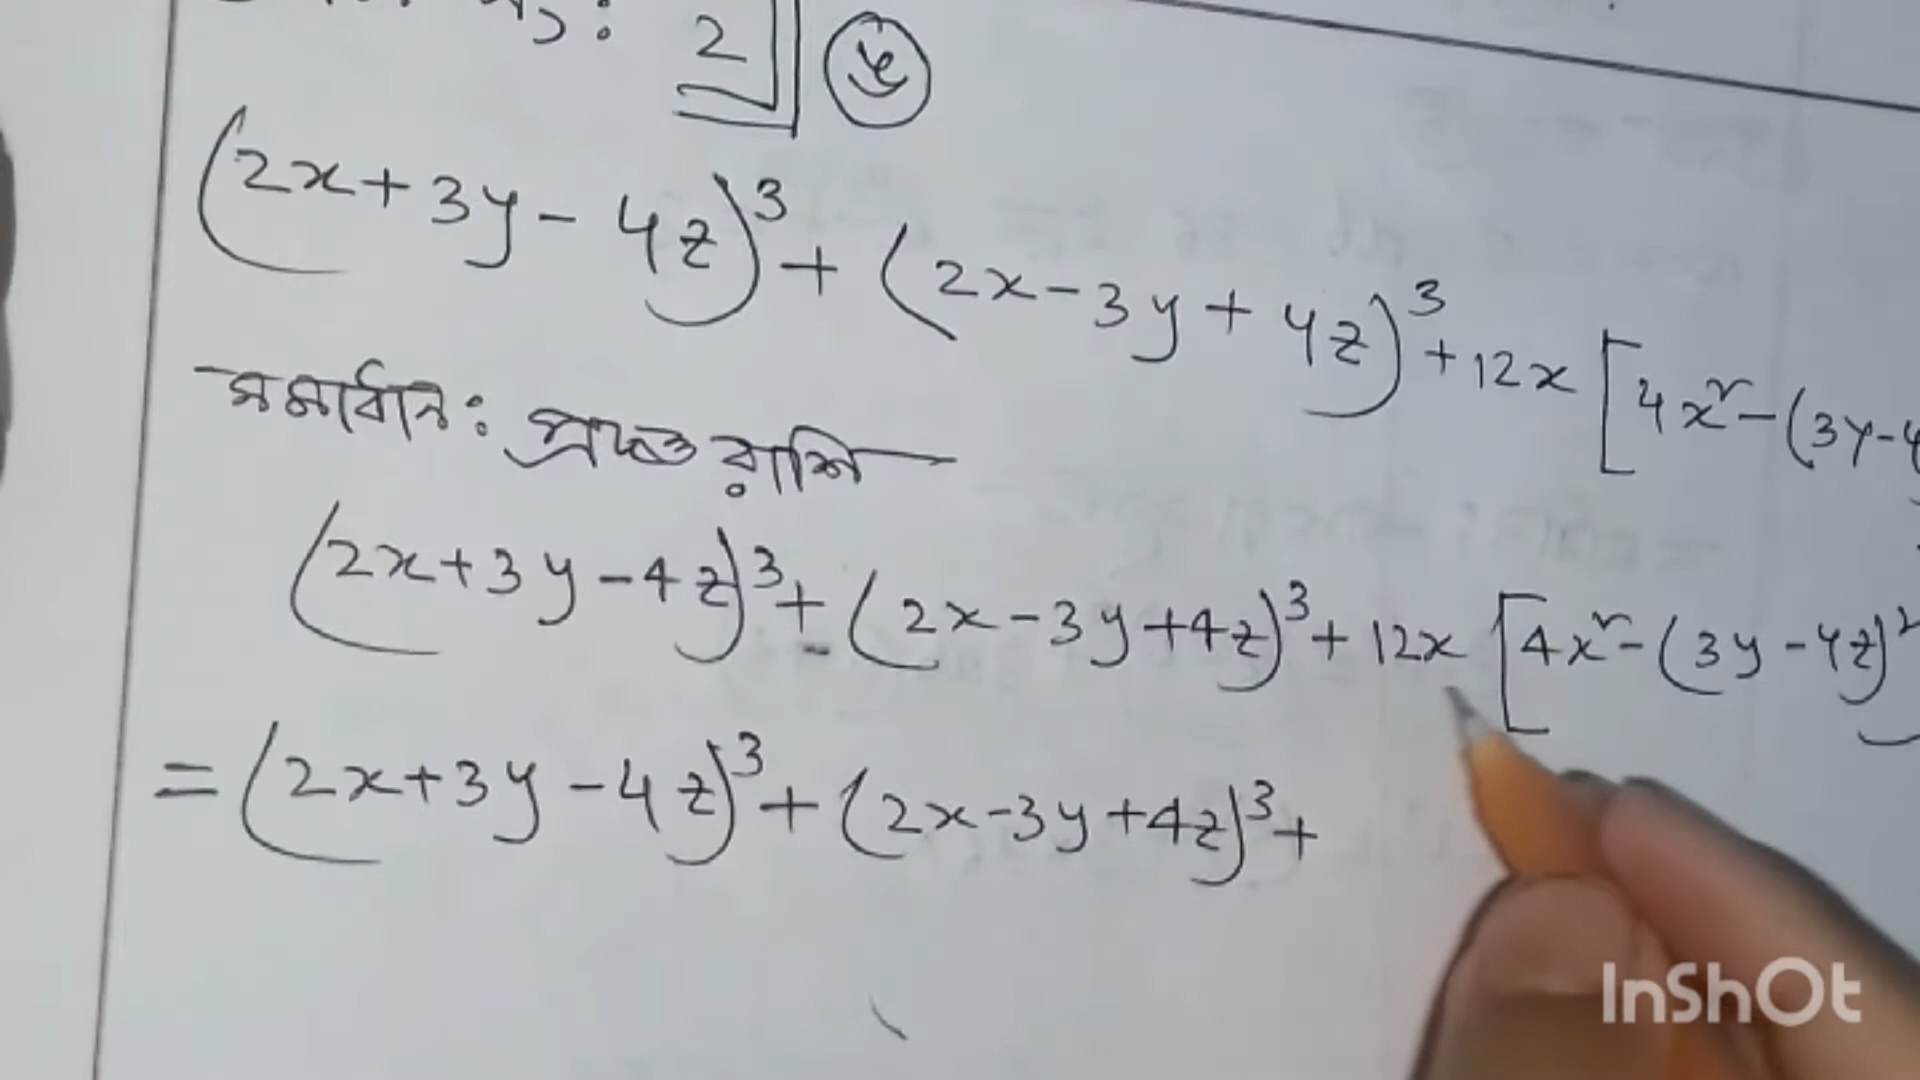 2 ঙ
(2x+3y-4z)³+(2x-3y+4z)³+12x[4x²-(3y-4
সমাধান: প্রদত্ত রাশি
(2x+3y-4z)³+(2x-3y+4z)³+12x[4x²-(3y-4z)²
=(2x+3y-4z)³+(2x-3y+4z)³+
InShOt